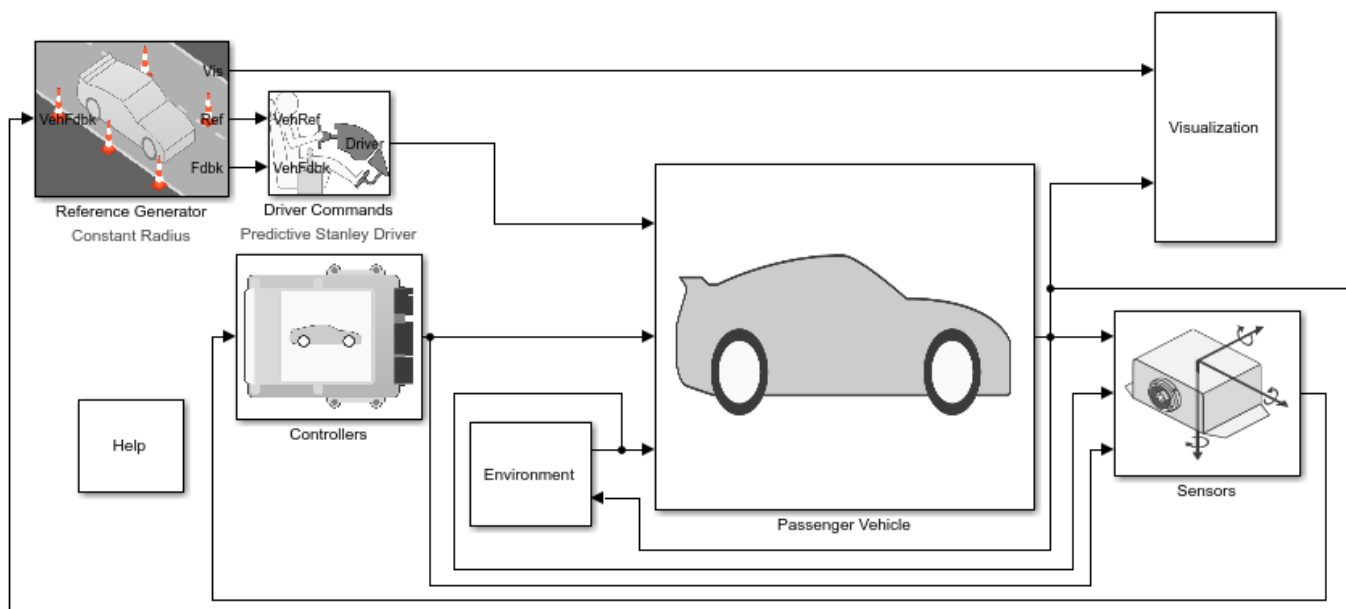 Vis
VehFdbk
Ref
Fdbk
Reference Generator
Constant Radius
VehRef
Driver
VehFdbk
Driver Commands
Predictive Stanley Driver
Visualization
Controllers
Help
Environment
Passenger Vehicle
Sensors